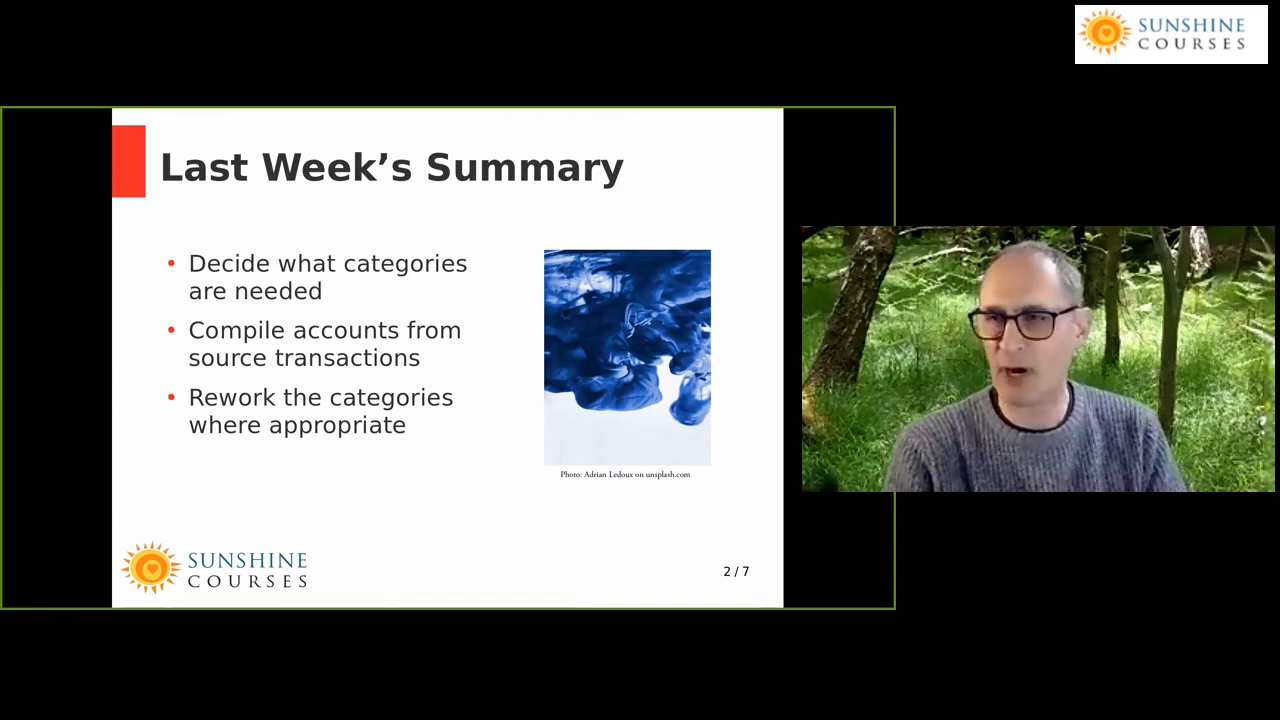 SUNSHINE
COURSES
Last Week’s Summary
• Decide what categories
are needed
• Compile accounts from
source transactions
• Rework the categories
where appropriate
Photo: Adrian Ledoux on unsplash.com
SUNSHINE
COURSES
2 / 7